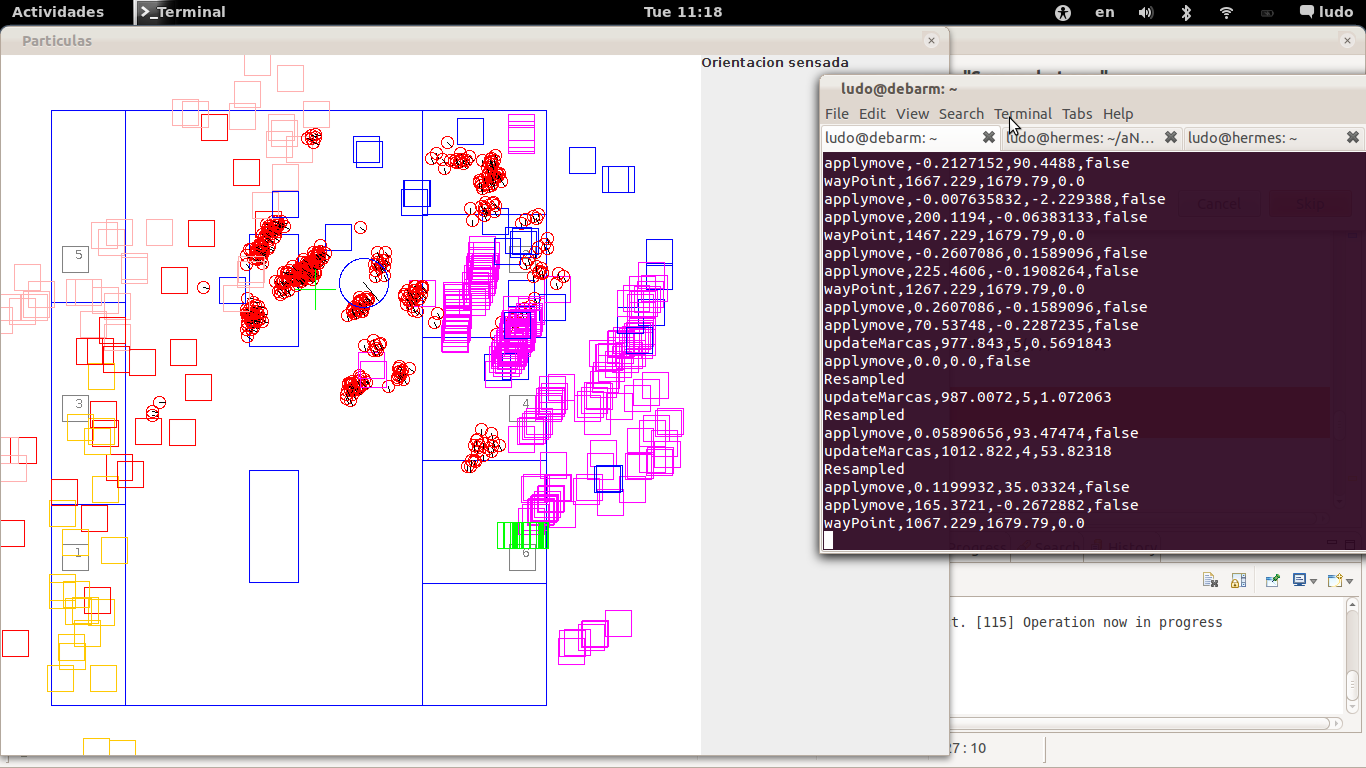 Actividades
>_Terminal
Tue 11:18
en
ludo
Particulas
Orientacion sensada
5
3
4
1
6
ludo@debarm: ~
File Edit View Search Terminal Tabs Help
ludo@debarm: ~
ludo@hermes: ~/aN...
ludo@hermes: ~
applymove,-0.2127152,90.4488,false
wayPoint,1667.229,1679.79,0.0
applymove,-0.007635832,-2.229388,false
applymove,200.1194,-0.06383133,false
wayPoint,1467.229,1679.79,0.0
applymove,-0.2607086,0.1589096,false
applymove,225.4606,-0.1908264,false
wayPoint,1267.229,1679.79,0.0
applymove,0.2607086,-0.1589096,false
applymove,70.53748,-0.2287235,false
updateMarcas,977.843,5,0.5691843
applymove,0.0,0.0,false
Resampled
updateMarcas,987.0072,5,1.072063
Resampled
applymove,0.05890656,93.47474,false
updateMarcas,1012.822,4,53.82318
Resampled
applymove,0.1199932,35.03324,false
applymove,165.3721,-0.2672882,false
wayPoint,1067.229,1679.79,0.0
Cancel
Skip
Search
History
t. [115] Operation now in progress
27 : 10